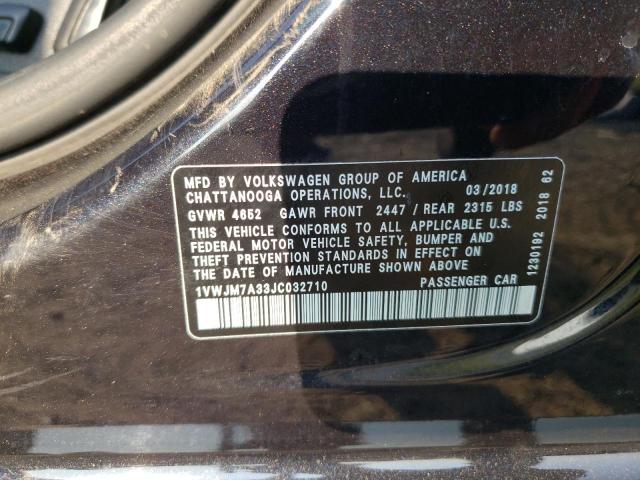 MFD BY VOLKSWAGEN GROUP OF AMERICA
CHATTANOOGA OPERATIONS, LLC. 03/2018
GVWR 4652 GAWR FRONT 2447 / REAR 2315 LBS
THIS VEHICLE CONFORMS TO ALL APPLICABLE U.S.
FEDERAL MOTOR VEHICLE SAFETY, BUMPER AND
THEFT PREVENTION STANDARDS IN EFFECT ON
THE DATE OF MANUFACTURE SHOWN ABOVE
1VWJM7A33JC032710 PASSENGER CAR
1230192 2018 62